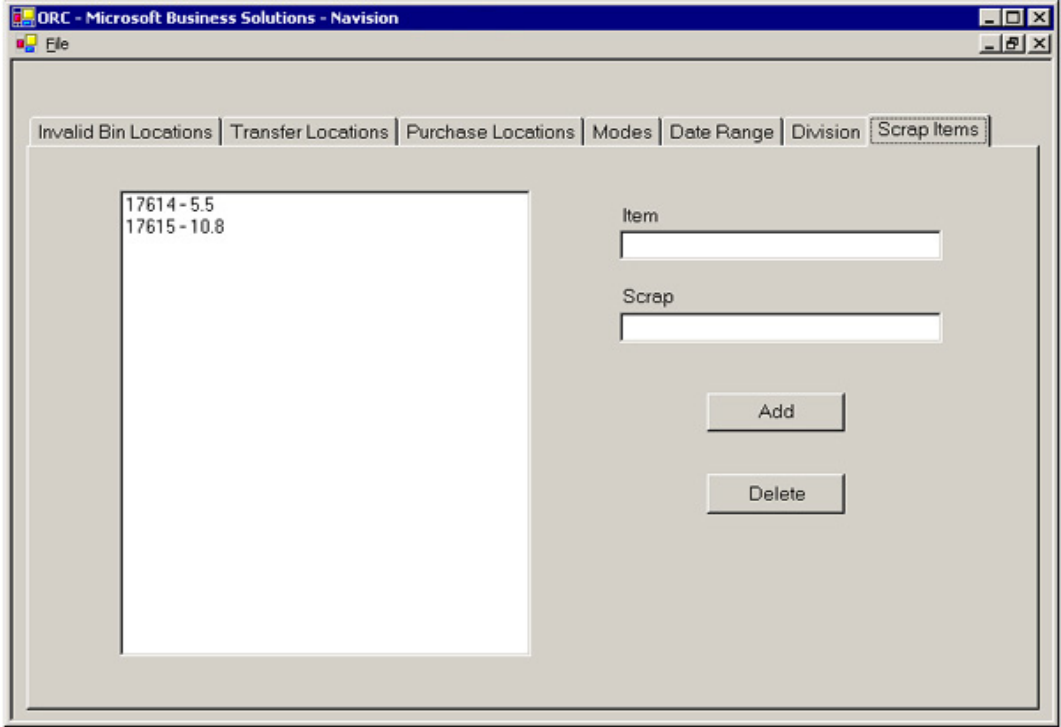 ORC - Microsoft Business Solutions - Navision
File
Invalid Bin Locations Transfer Locations Purchase Locations Modes Date Range Division Scrap Items
17614 - 5.5
17615 - 10.8
Item
Scrap
Add
Delete